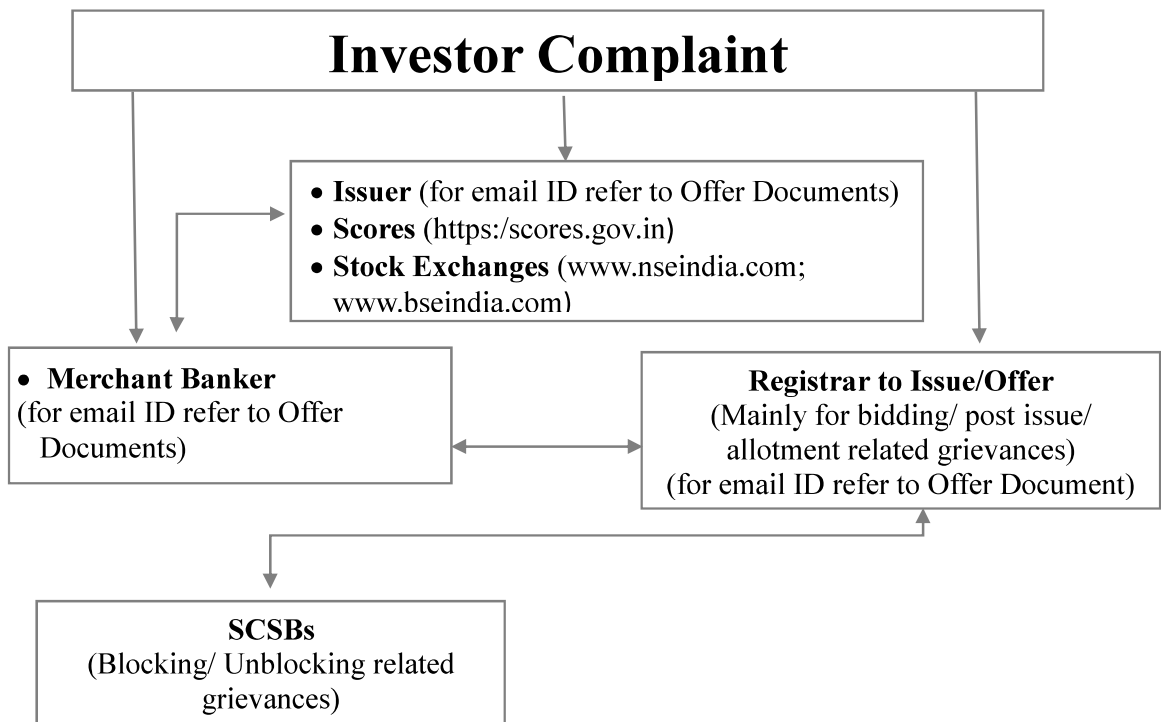 Investor Complaint
• Issuer (for email ID refer to Offer Documents)
• Scores (https:/scores.gov.in)
• Stock Exchanges (www.nseindia.com;
www.bseindia.com)
• Merchant Banker
(for email ID refer to Offer
Documents)
Registrar to Issue/Offer
(Mainly for bidding/ post issue/
allotment related grievances)
(for email ID refer to Offer Document)
SCSBs
(Blocking/ Unblocking related
grievances)